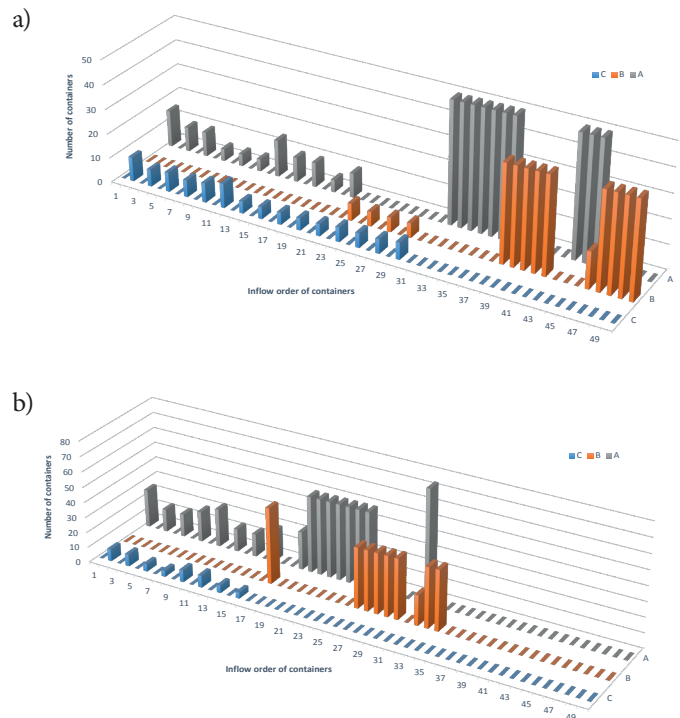 a)
50
40
30
20
10
0
Number of containers
C B A
1 3 5 7 9 11 13 15 17 19 21 23 25 27 29 31 33 35 37 39 41 43 45 47 49
A
B
C
Inflow order of containers
b)
80
70
60
50
40
30
20
10
0
Number of containers
C B A
1 3 5 7 9 11 13 15 17 19 21 23 25 27 29 31 33 35 37 39 41 43 45 47 49
A
B
C
Inflow order of containers